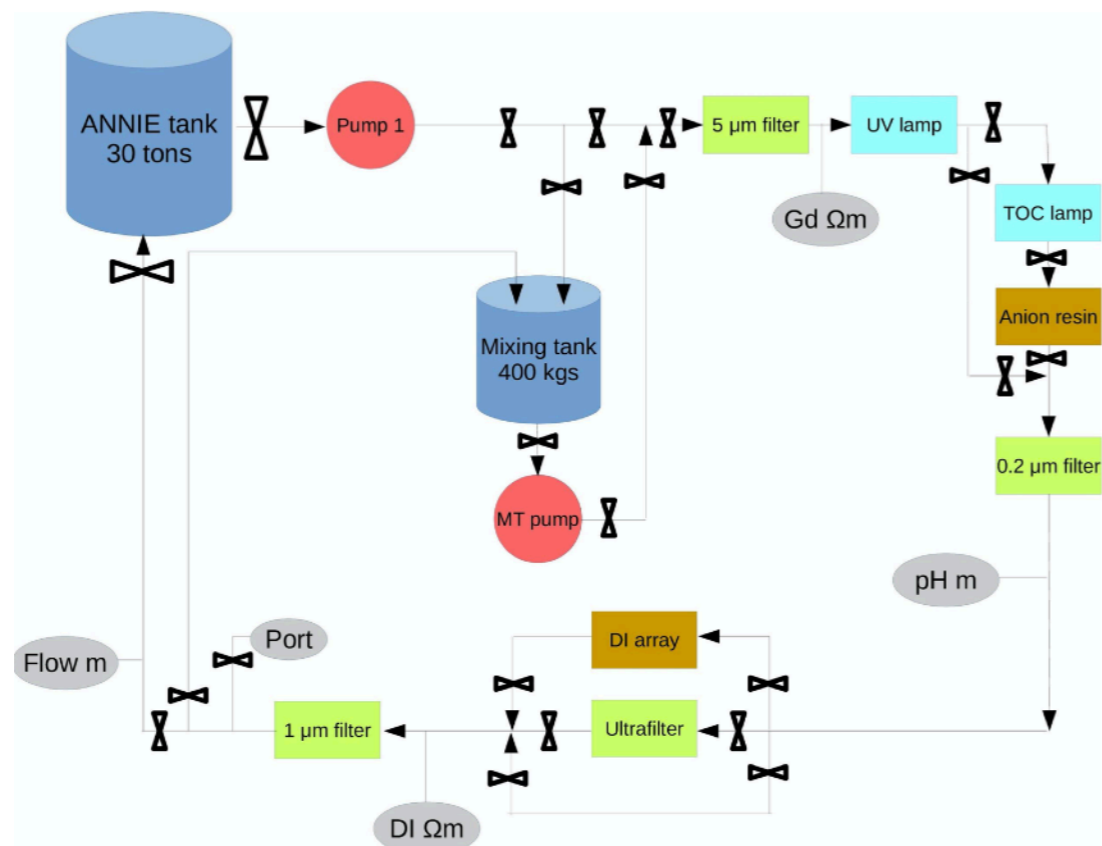 ANNIE tank
30 tons
Pump 1
5 µm filter
UV lamp
Gd Ωm
TOC lamp
Anion resin
Mixing tank
400 kgs
0.2 µm filter
MT pump
pH m
DI array
Port
Flow m
1 µm filter
Ultrafilter
DI Ωm